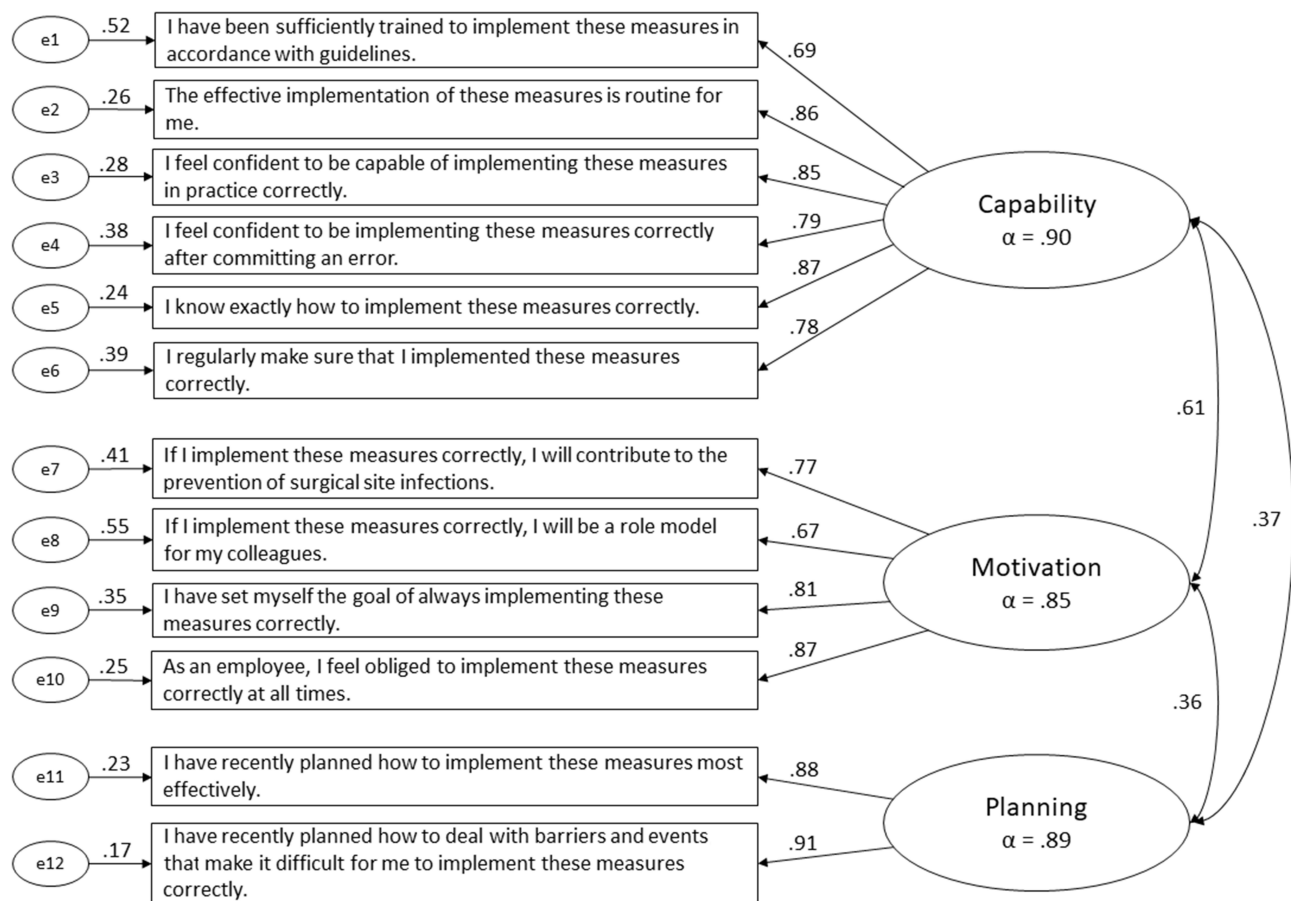 e1
.52
I have been sufficiently trained to implement these measures in
accordance with guidelines.
.69
e2
.26
The effective implementation of these measures is routine for
me.
.86
e3
.28
I feel confident to be capable of implementing these measures
in practice correctly.
.85
e4
.38
I feel confident to be implementing these measures correctly
after committing an error.
.79
e5
.24
I know exactly how to implement these measures correctly.
.87
e6
.39
I regularly make sure that I implemented these measures
correctly.
.78
Capability
α = .90
e7
.41
If I implement these measures correctly, I will contribute to the
prevention of surgical site infections.
.77
e8
.55
If I implement these measures correctly, I will be a role model
for my colleagues.
.67
e9
.35
I have set myself the goal of always implementing these
measures correctly.
.81
e10
.25
As an employee, I feel obliged to implement these measures
correctly at all times.
.87
Motivation
α = .85
e11
.23
I have recently planned how to implement these measures most
effectively.
.88
e12
.17
I have recently planned how to deal with barriers and events
that make it difficult for me to implement these measures
correctly.
.91
Planning
α = .89
.61
.37
.36